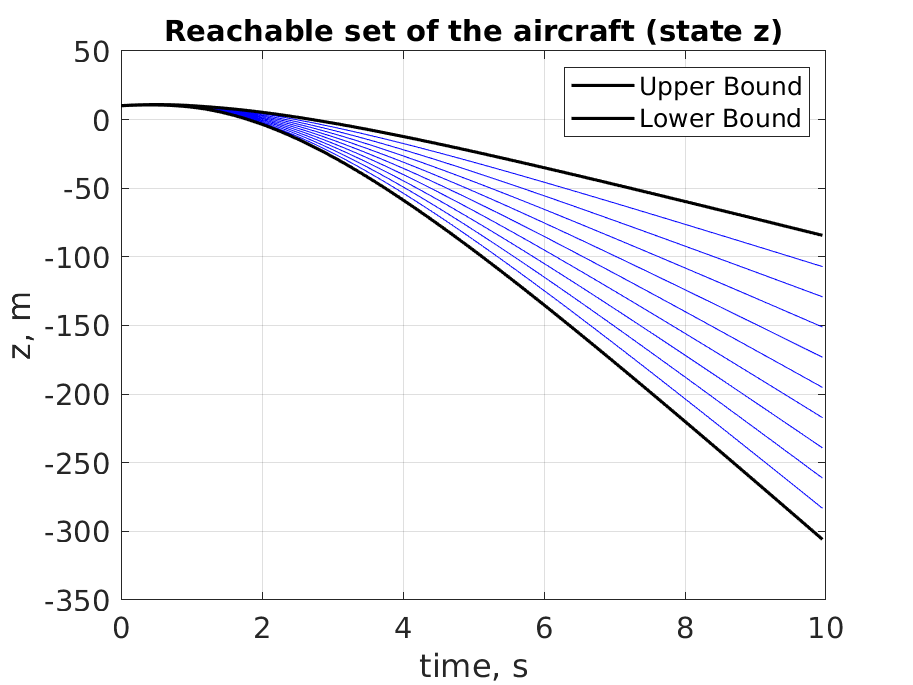 Reachable set of the aircraft (state z)
Upper Bound
Lower Bound
50
0
-50
-100
-150
-200
-250
-300
-350
z, m
0 2 4 6 8 10
time, s